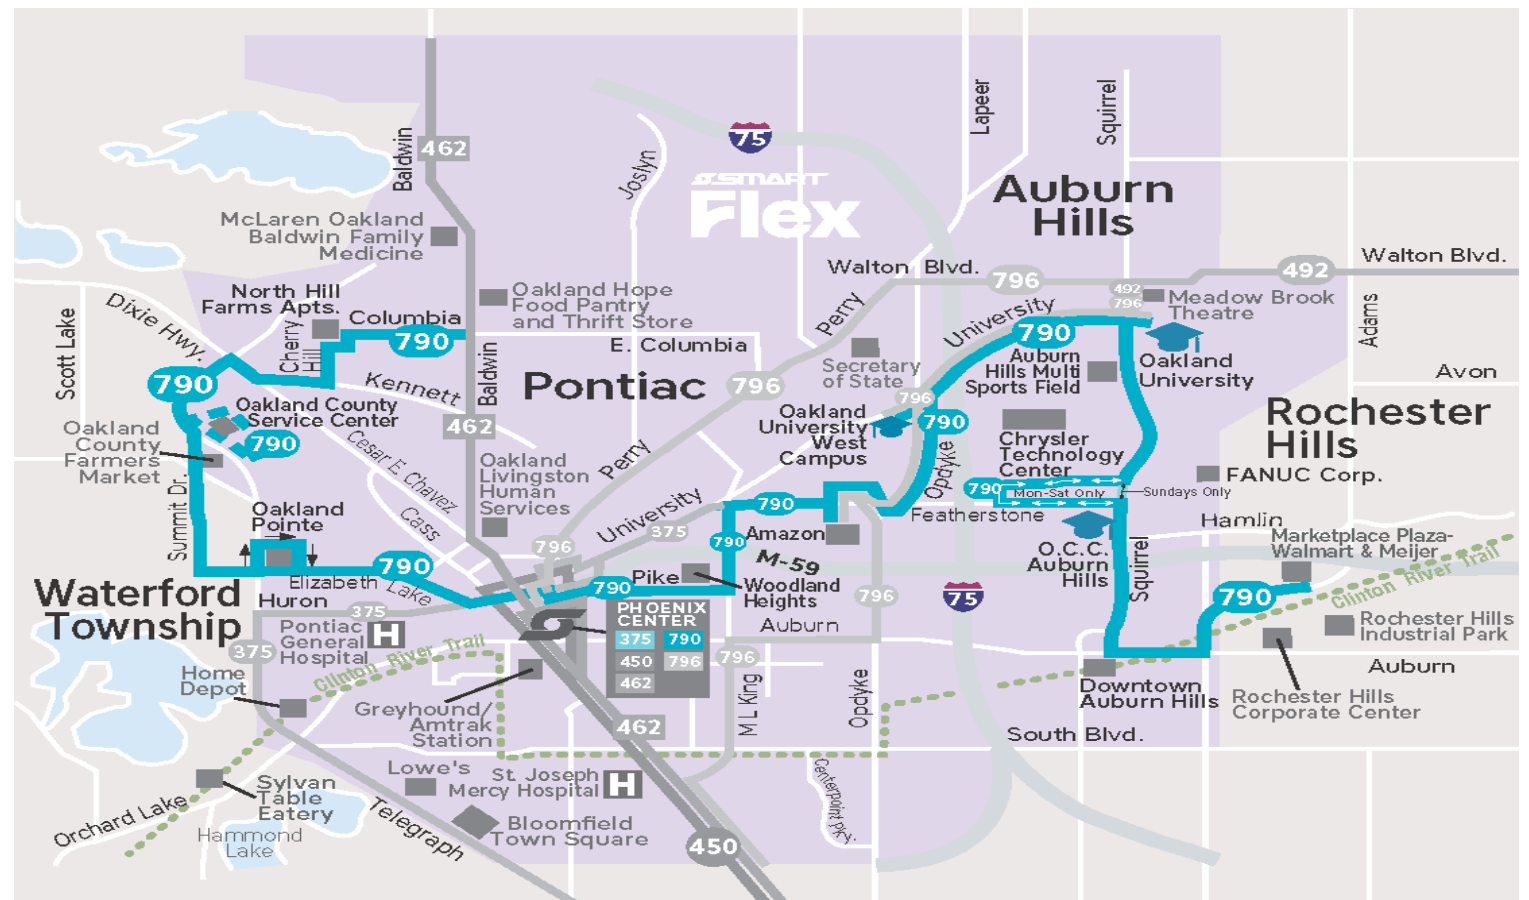 Lapeer
Squirrel
75
Baldwin
462
Joslyn
SMART
Flex
Auburn
Hills
McLaren Oakland
Baldwin Family
Medicine
Walton Blvd.
Walton Blvd.
796
492
492
796
Meadow Brook
Theatre
Scott Lake
Dixie Hwy.
North Hill
Farms Apts.
Cherry
Hill
Columbia
790
Oakland Hope
Food Pantry
and Thrift Store
E. Columbia
Perry
University
790
Adams
790
Kennett
Baldwin
Pontiac
796
Secretary
of State
796
Auburn
Hills Multi
Sports Field
Oakland
University
Avon
Oakland County
Service Center
790
Oakland
County
Farmers
Market
462
Oakland
University
West
Campus
790
Chrysler
Technology
Center
Rochester
Hills
FANUC Corp.
Cesar E. Chavez
Cass
Oakland
Livingston
Human
Services
Perry
University
375
790
Opdyke
790
Mon-Sat Only
Sundays Only
Featherstone
Summit Dr.
Oakland
Pointe
796
790
Amazon
M-59
O.C.C.
Auburn
Hills
Squirrel
Hamlin
Marketplace Plaza-
Walmart & Meijer
Clinton River Trail
Waterford
Township
Elizabeth Lake
790
Huron
375
790
Pike
Woodland
Heights
796
75
790
PHOENIX
CENTER
375
790
450
796
462
Auburn
796
Pontiac
General
Hospital
H
375
Clinton River Trail
Home
Depot
Greyhound/
Amtrak
Station
462
M L King
Opdyke
Downtown
Auburn Hills
Rochester Hills
Industrial Park
Auburn
Rochester Hills
Corporate Center
South Blvd.
Lowe's
St. Joseph
Mercy Hospital
H
Centerpoint pky.
Sylvan
Table
Eatery
Orchard Lake
Hammond
Lake
Telegraph
Bloomfield
Town Square
450